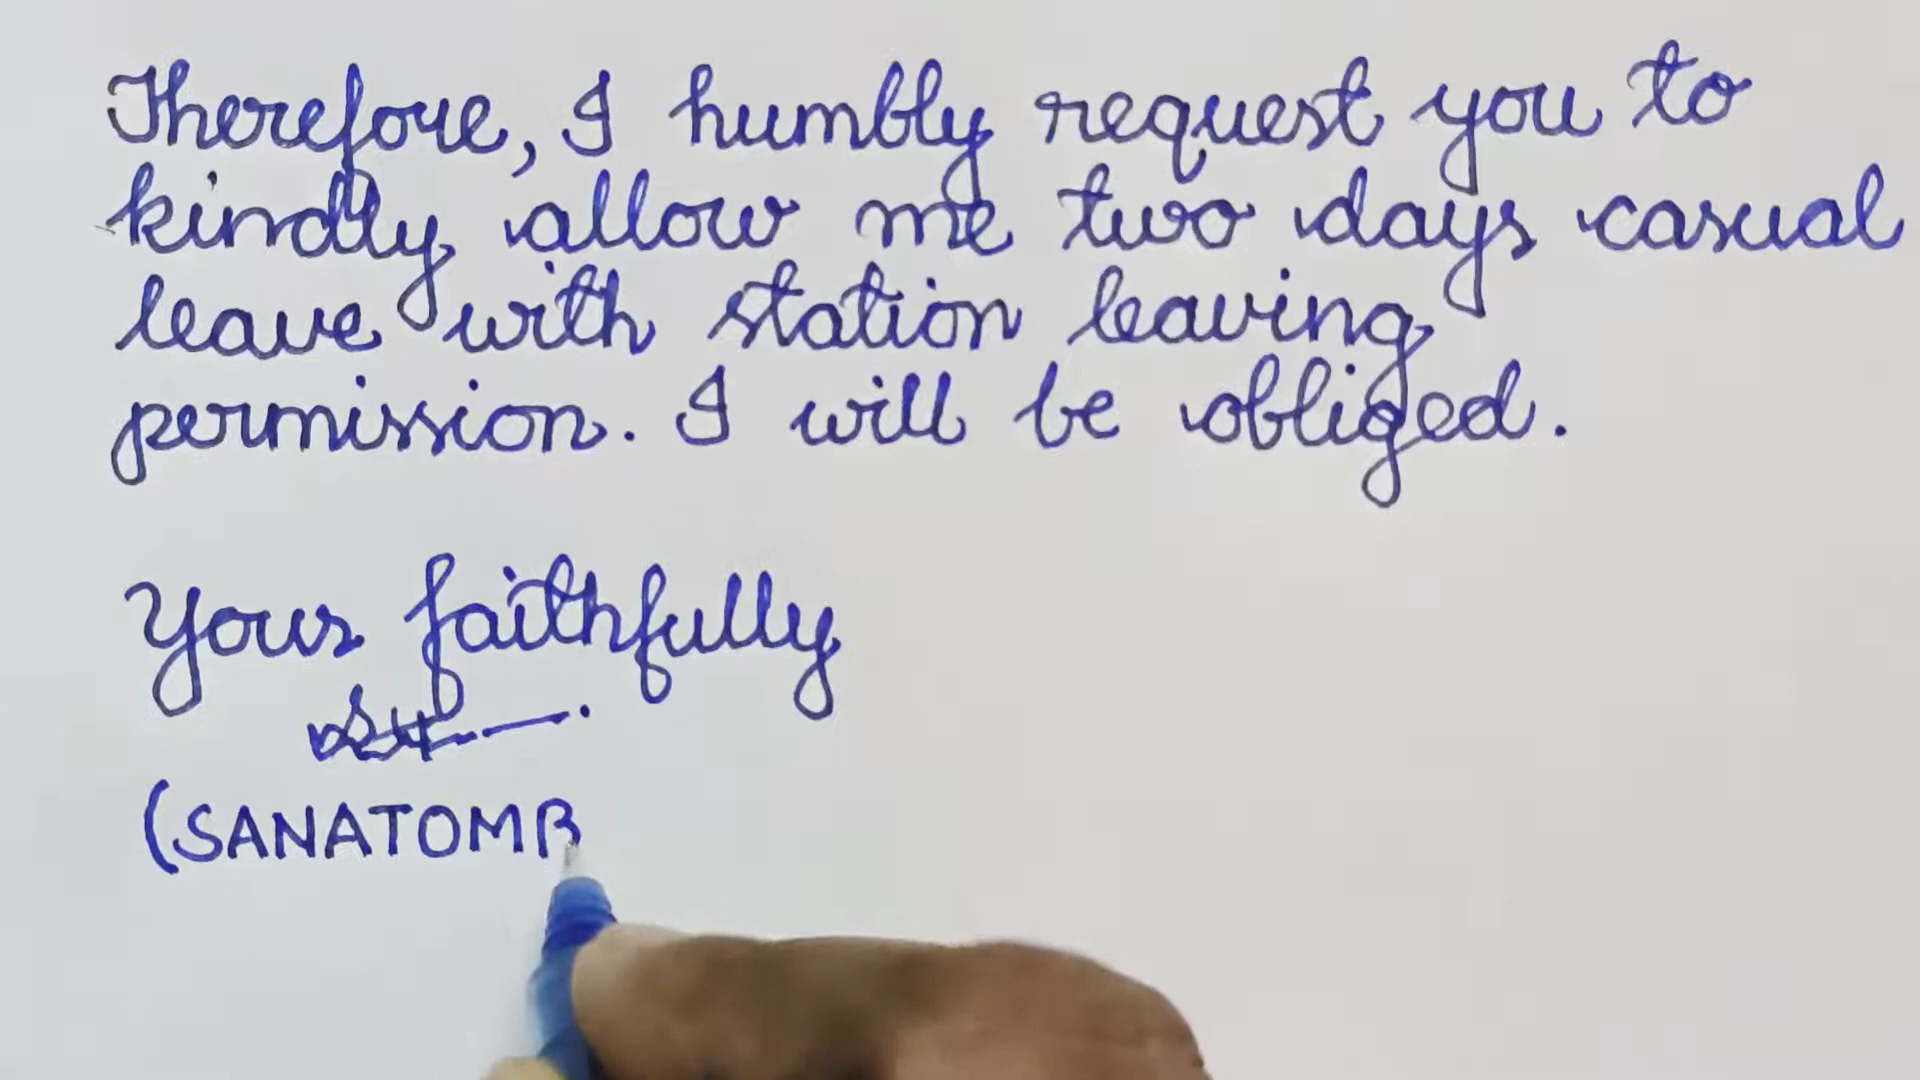 Therefore, I humbly request you to
kindly allow me two days casual
leave with station leaving
permission. I will be obliged.
Yours faithfully
(SANATOMB